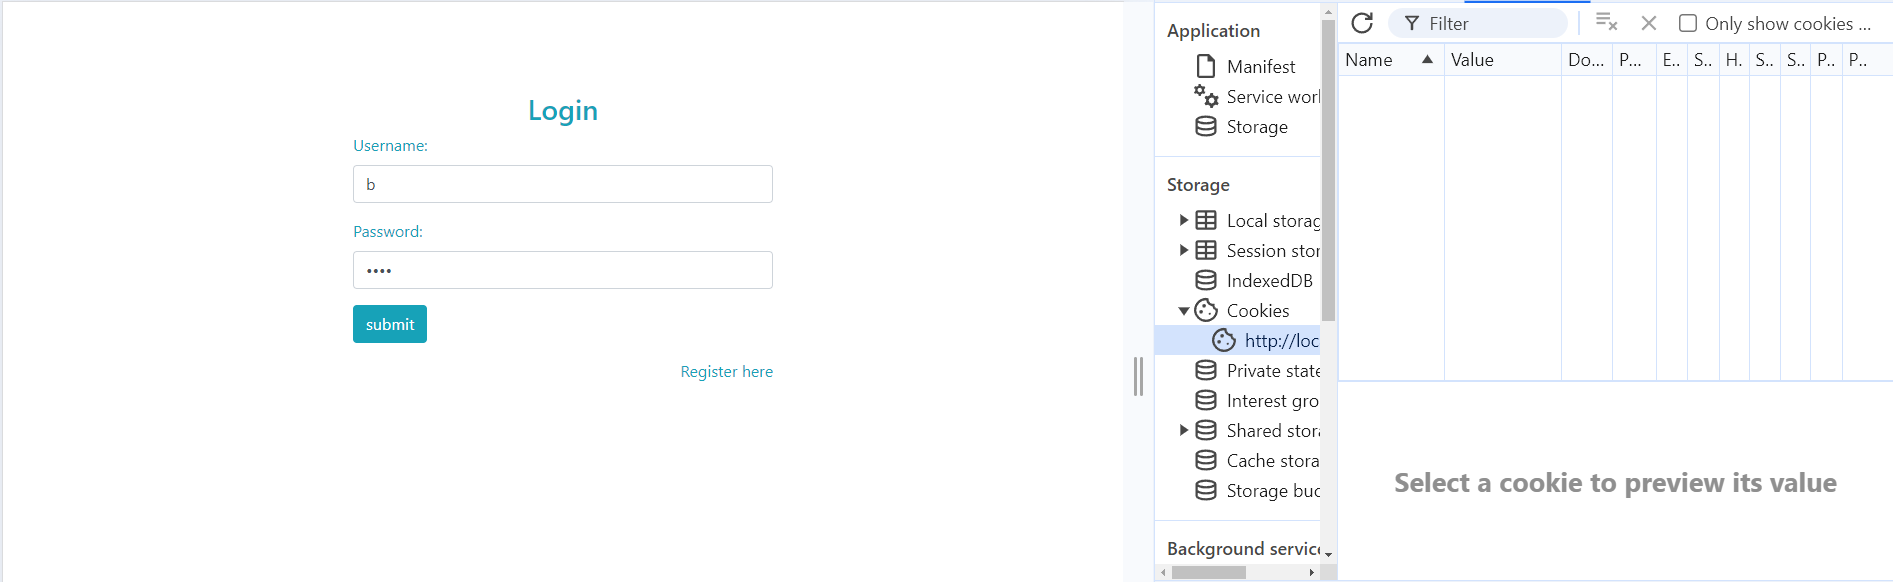 Login
Username:
b
Password:
••••
submit
Register here
Application
Manifest
Service worl
Storage
Storage
Local storag
Session stor
IndexedDB
Cookies
http://loc
Private state
Interest gro
Shared stora
Cache stora
Storage buc
Background service
Filter
Only show cookies ...
Name Value Do... P... E.. S.. H. S.. S.. P.. P..
Select a cookie to preview its value